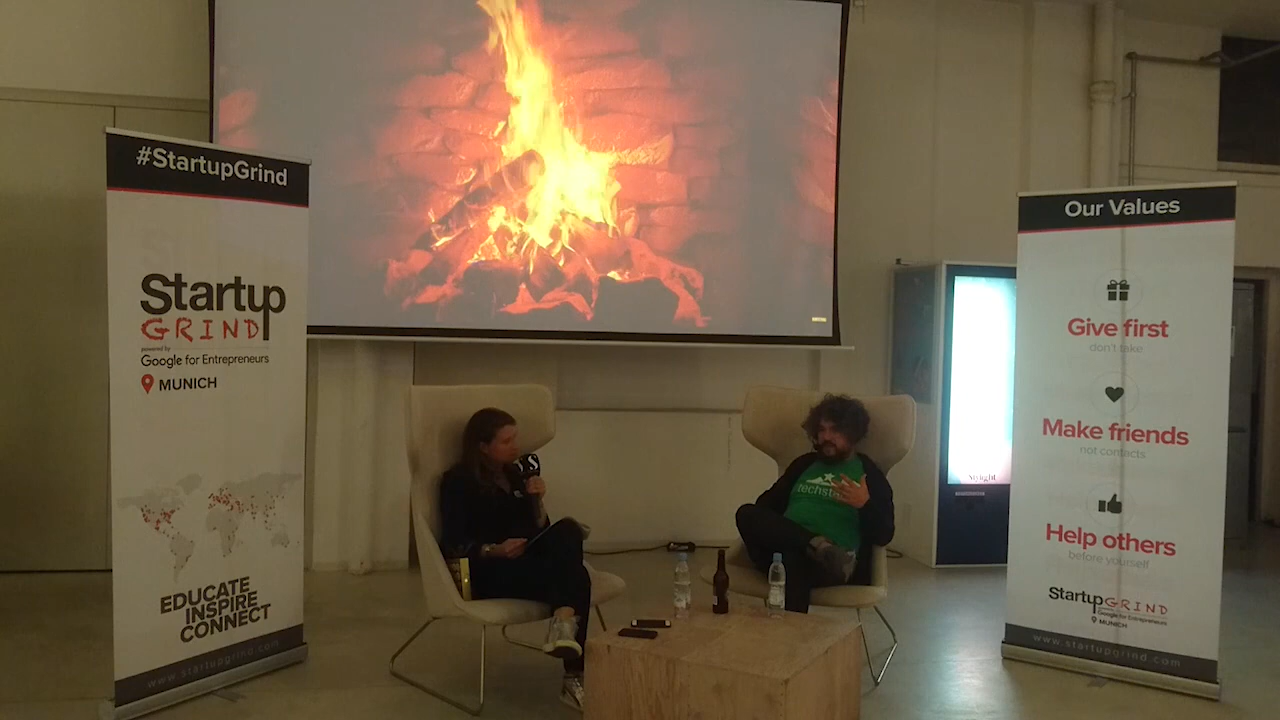 #StartupGrind
Startup
GRIND
powered by
Google for Entrepreneurs
MUNICH
EDUCATE
INSPIRE
CONNECT
www.startupgrind.com
techst
Stylight
Our Values
Give first
don't take
Make friends
not contacts
Help others
before yourself
Startup GRIND
Google for Entrepreneurs
MUNICH
www.startupgrind.com